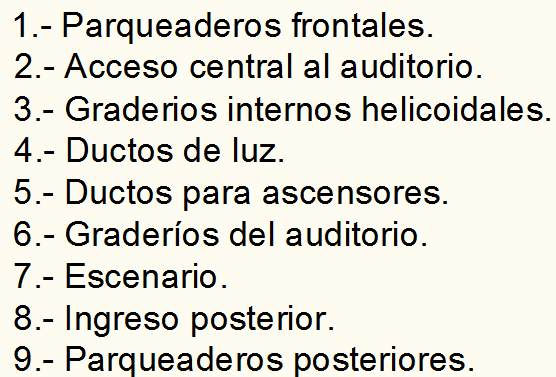 1.- Parqueaderos frontales.
2.- Acceso central al auditorio.
3.- Graderios internos helicoidales.
4.- Ductos de luz.
5.- Ductos para ascensores.
6.- Graderíos del auditorio.
7.- Escenario.
8.- Ingreso posterior.
9.- Parqueaderos posteriores.